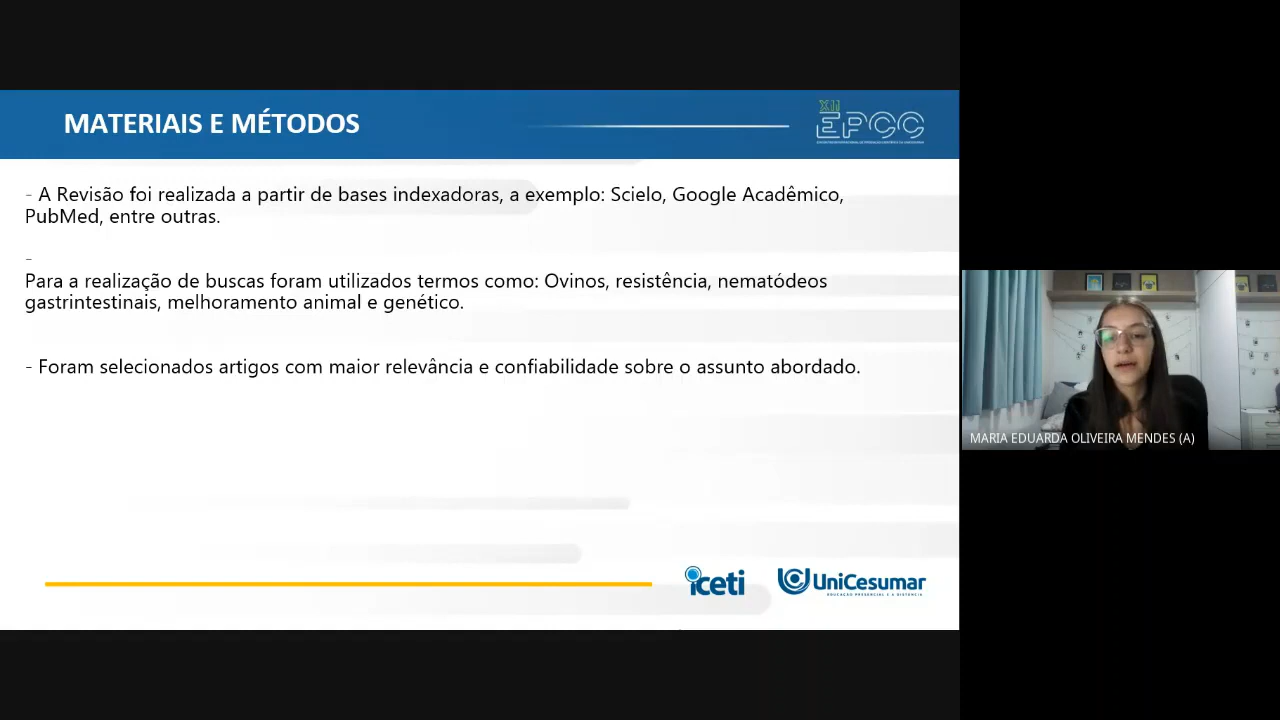 MATERIAIS E MÉTODOS
XII
EPCC
- A Revisão foi realizada a partir de bases indexadoras, a exemplo: Scielo, Google Acadêmico,
PubMed, entre outras.
-
Para a realização de buscas foram utilizados termos como: Ovinos, resistência, nematódeos
gastrintestinais, melhoramento animal e genético.
- Foram selecionados artigos com maior relevância e confiabilidade sobre o assunto abordado.
iceti
UniCesumar
EDUCAÇÃO PRESENCIAL E A DISTÂNCIA
MARIA EDUARDA OLIVEIRA MENDES (A)